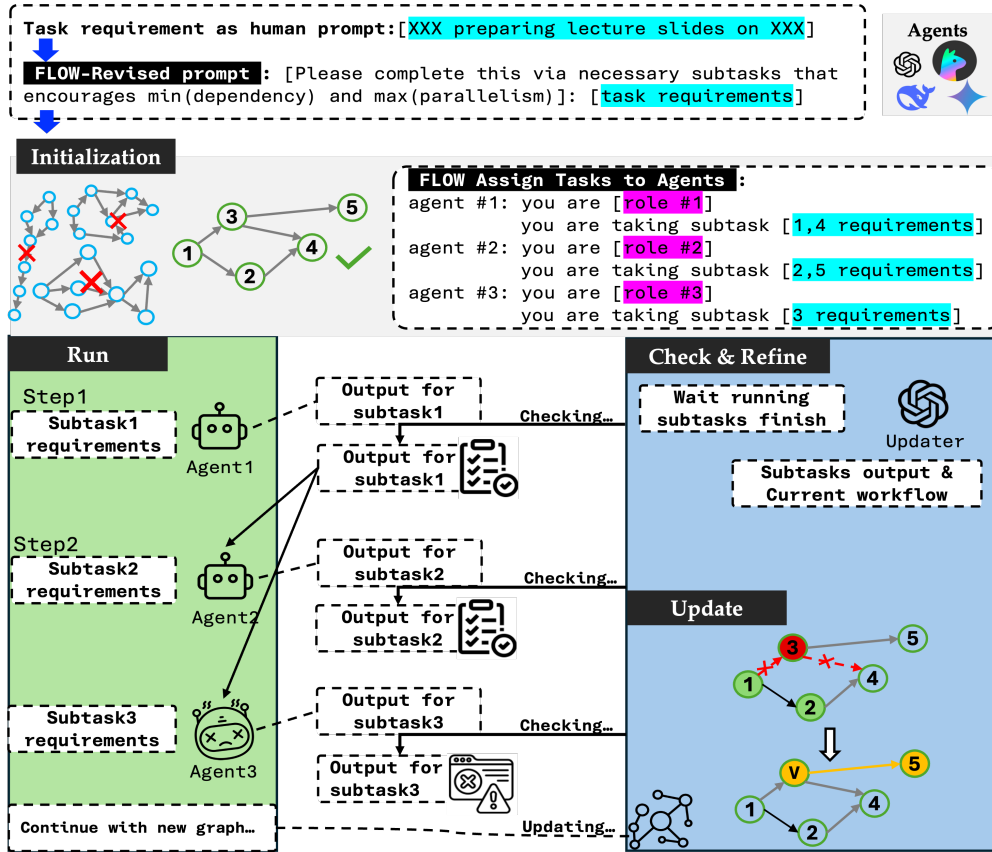 Task requirement as human prompt:[XXX preparing lecture slides on XXX]
FLOW-Revised prompt : [Please complete this via necessary subtasks that
encourages min(dependency) and max(parallelism)]: [task requirements]
Agents
Initialization
1
3
2
4
5
FLOW Assign Tasks to Agents :
agent #1: you are [role #1]
you are taking subtask [1,4 requirements]
agent #2: you are [role #2]
you are taking subtask [2,5 requirements]
agent #3: you are [role #3]
you are taking subtask [3 requirements]
Run
Step1
Subtask1
requirements
Agent1
Output for
subtask1
Checking…
Output for
subtask1
Step2
Subtask2
requirements
Agent2
Output for
subtask2
Checking…
Output for
subtask2
Subtask3
requirements
Agent3
Output for
subtask3
Checking…
Output for
subtask3
Continue with new graph…
Updating…
Check & Refine
Wait running
subtasks finish
Updater
Subtasks output &
Current workflow
Update
3
5
1
4
2
V
5
1
4
2